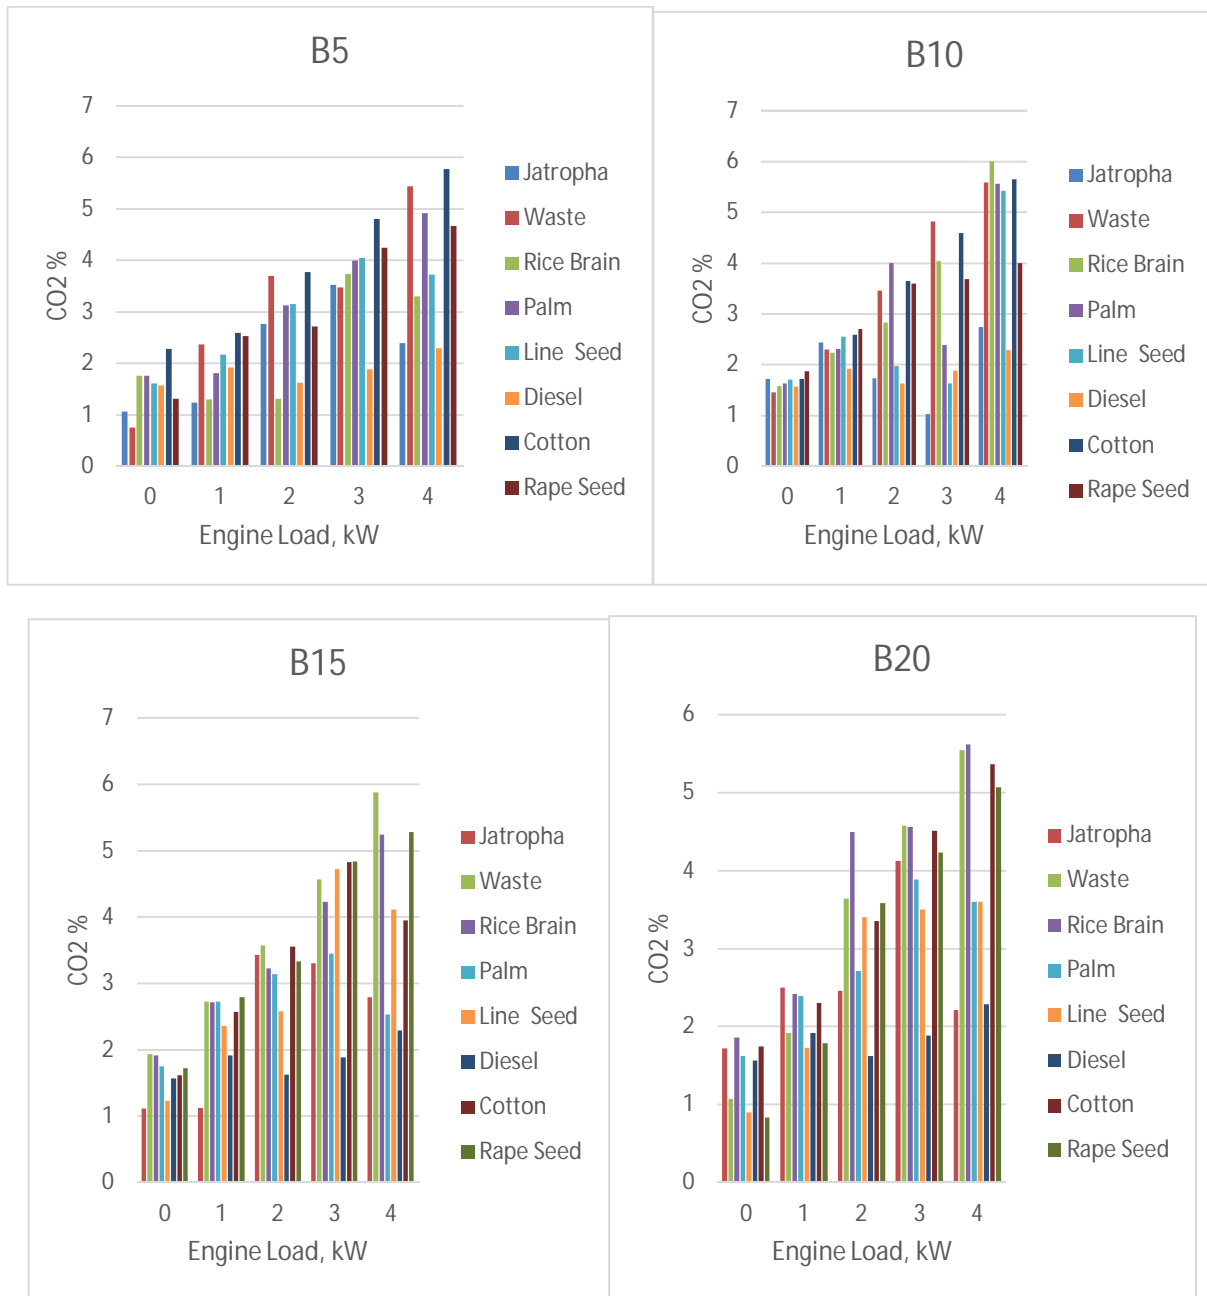 B5
7
6
5
4
3
2
1
0
CO2 %
0 1 2 3 4
Engine Load, kW
Jatropha
Waste
Rice Brain
Palm
Line Seed
Diesel
Cotton
Rape Seed
B10
7
6
5
4
3
2
1
0
CO2 %
0 1 2 3 4
Engine Load, kW
Jatropha
Waste
Rice Brain
Palm
Line Seed
Diesel
Cotton
Rape Seed
B15
7
6
5
4
3
2
1
0
CO2 %
0 1 2 3 4
Engine Load, kW
Jatropha
Waste
Rice Brain
Palm
Line Seed
Diesel
Cotton
Rape Seed
B20
6
5
4
3
2
1
0
CO2 %
0 1 2 3 4
Engine Load, kW
Jatropha
Waste
Rice Brain
Palm
Line Seed
Diesel
Cotton
Rape Seed